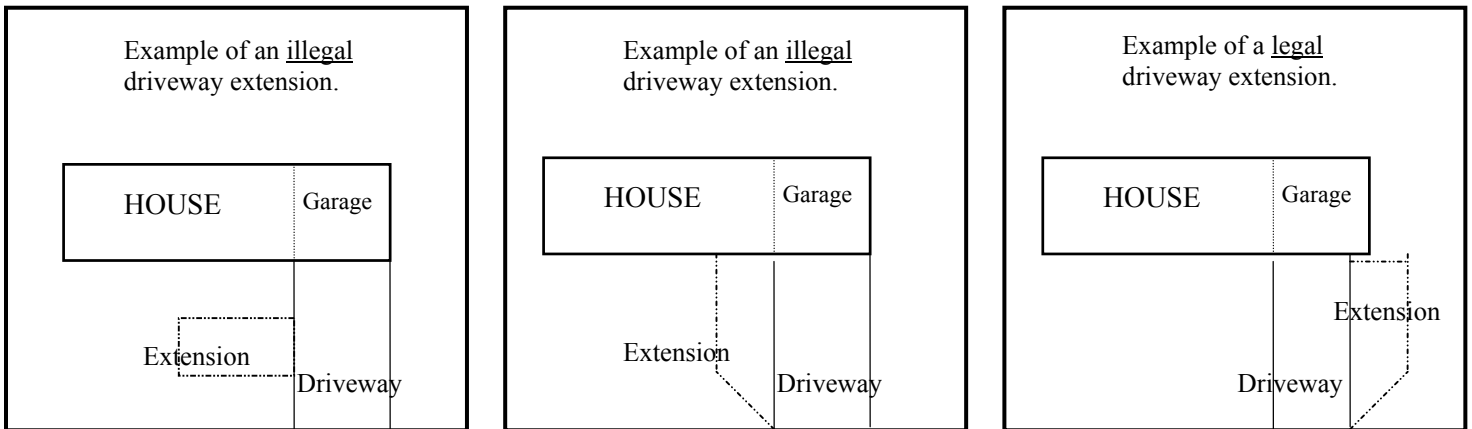 Example of an illegal
driveway extension.
HOUSE
Garage
Extension
Driveway
Example of an illegal
driveway extension.
HOUSE
Garage
Extension
Driveway
Example of a legal
driveway extension.
HOUSE
Garage
Extension
Driveway